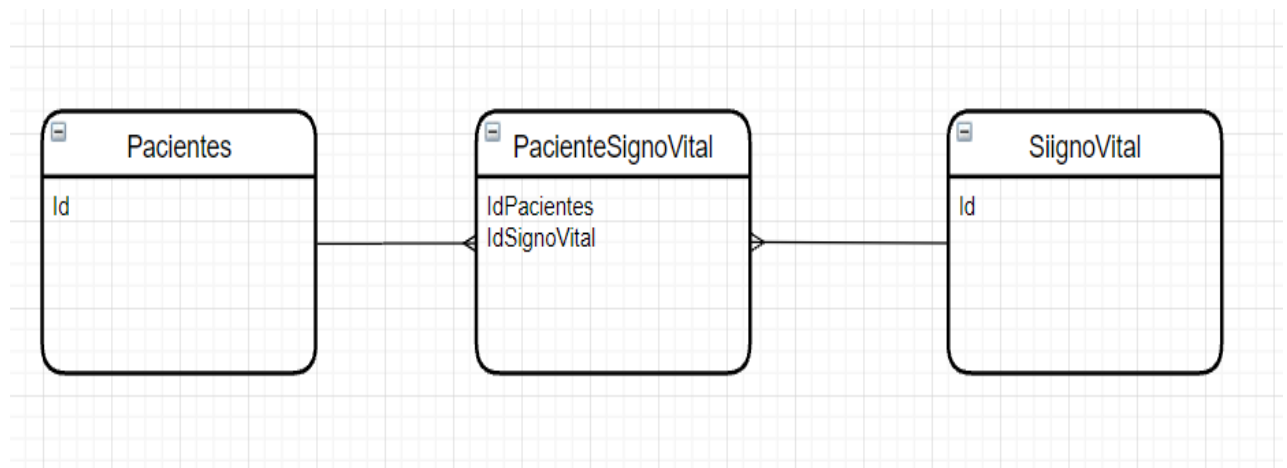 Pacientes
Id
PacienteSignoVital
IdPacientes
IdSignoVital
SiignoVital
Id